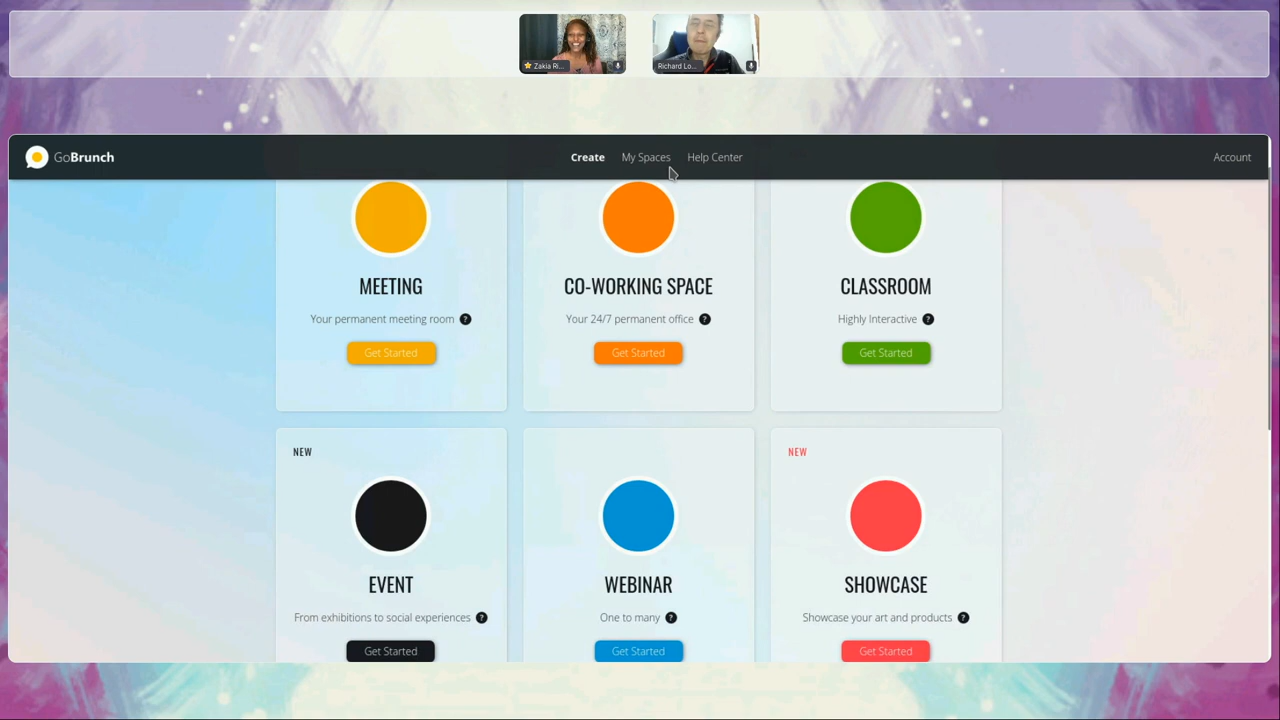 Zakia Ri...
Richard Lo...
GoBrunch
Create
My Spaces
Help Center
Account
MEETING
Your permanent meeting room ?
Get Started
CO-WORKING SPACE
Your 24/7 permanent office ?
Get Started
CLASSROOM
Highly Interactive ?
Get Started
NEW
EVENT
From exhibitions to social experiences ?
Get Started
WEBINAR
One to many ?
Get Started
NEW
SHOWCASE
Showcase your art and products ?
Get Started